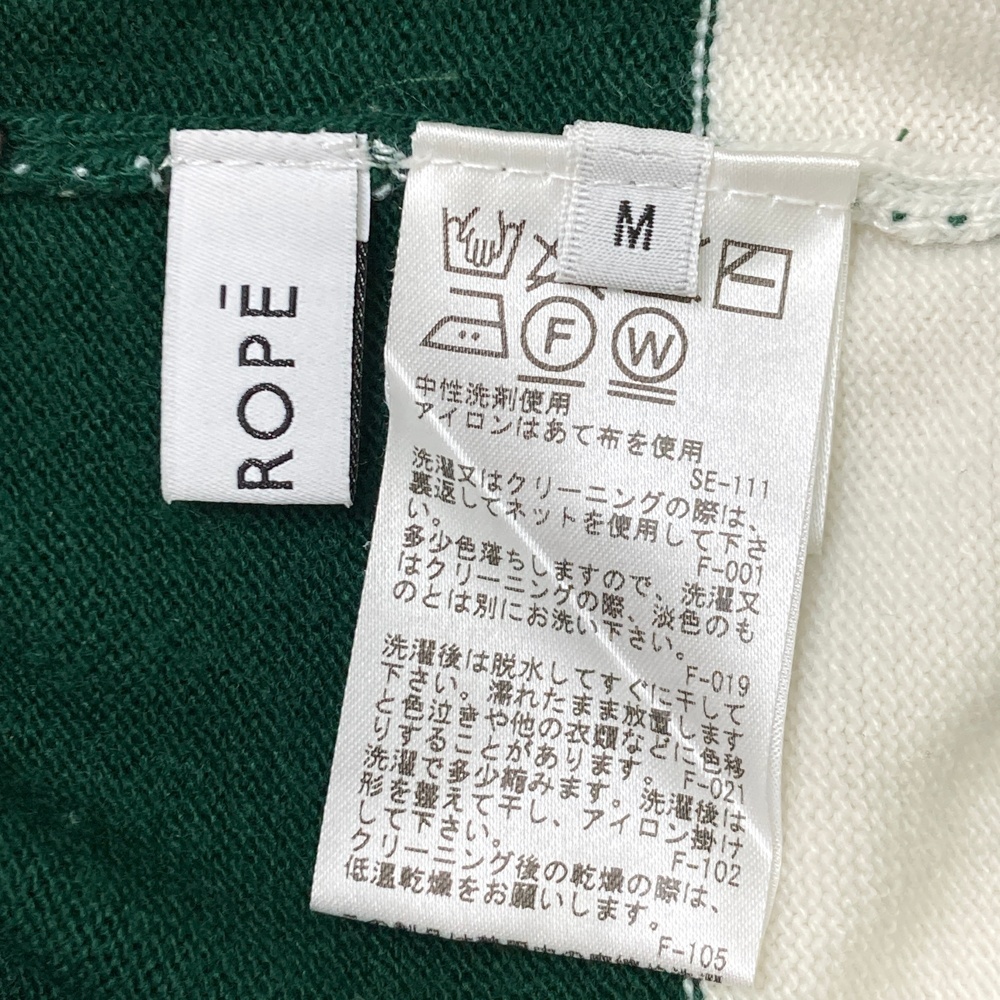 ROPÉ
M
F
W
中性洗剤使用
アイロンはあて布を使用
SE-111
洗濯又はクリーニングの際は、
裏返してネットを使用して下さ
い。
F-001
多少色落ちしますので、洗濯又
はクリーニングの際、淡色のも
のとは別にお洗い下さい。
F-019
洗濯後は脱水してすぐに干して
下さい。濡れたまま放置します
と色泣きや他の衣類などに色移
りすることがあります。
F-021
洗濯で多少縮みます。洗濯後は
形を整えて干し、アイロン掛け
して下さい。
F-102
クリーニング後の乾燥の際は、
低温乾燥をお願いします。
F-105